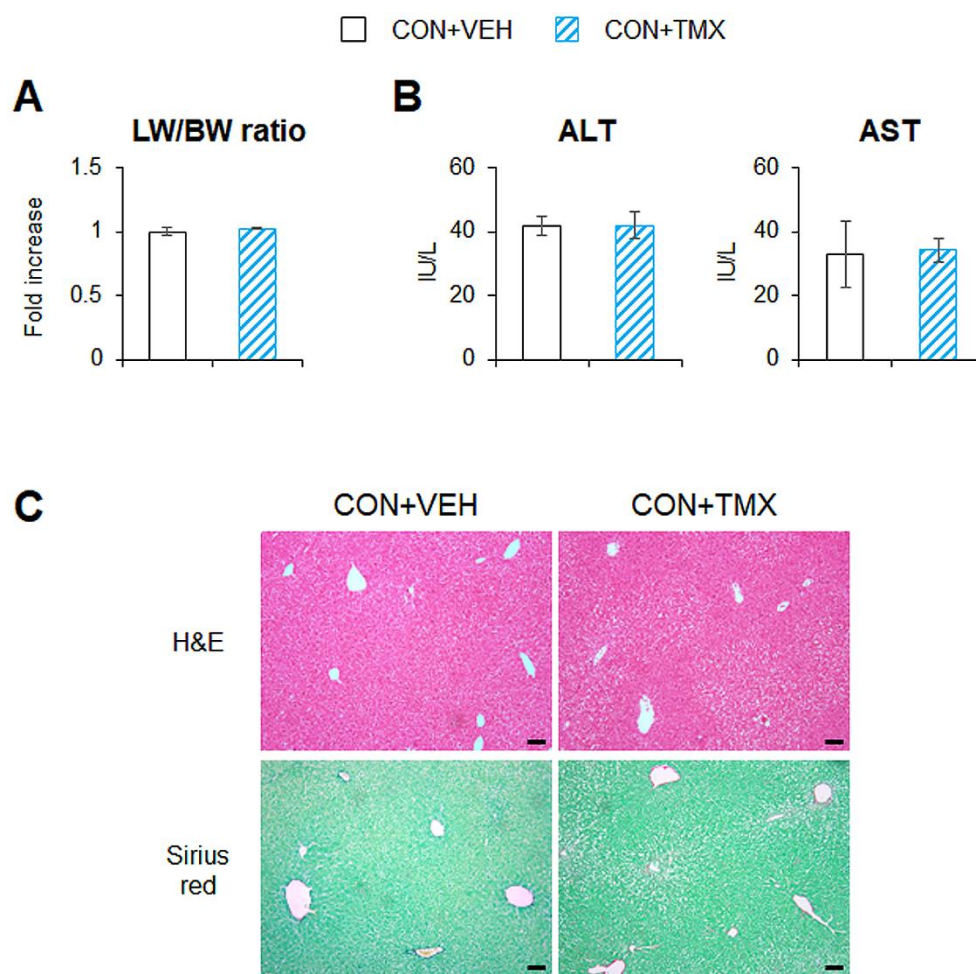 CON+VEH CON+TMX
A
B
LW/BW ratio
ALT
AST
Fold increase
1.5
1
0.5
0
IU/L
60
40
20
0
IU/L
60
40
20
0
C
CON+VEH CON+TMX
H&E
Sirius
red